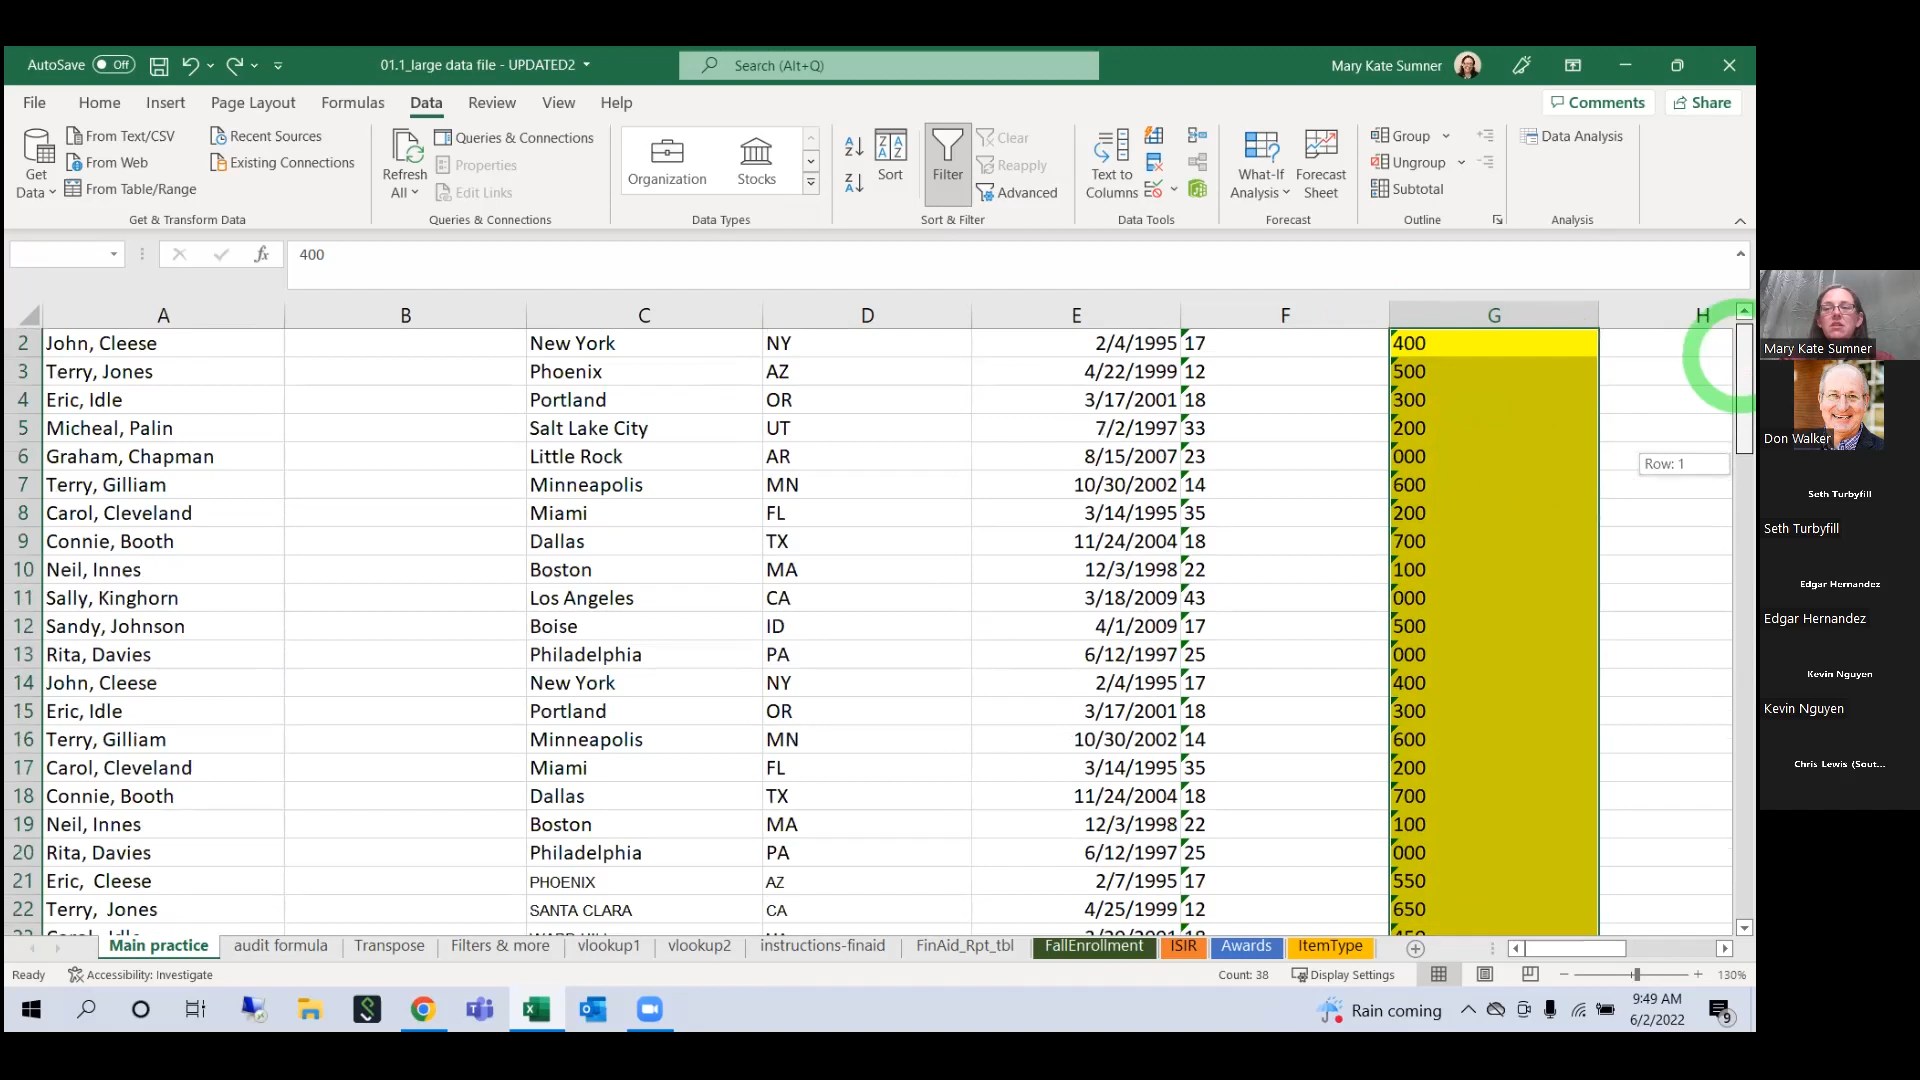 AutoSave Off 01.1_large data file - UPDATED2 Search (Alt+Q) Mary Kate Sumner
File Home Insert Page Layout Formulas Data Review View Help Comments Share
Get Data From Text/CSV From Web From Table/Range Recent Sources Existing Connections
Refresh All Queries & Connections Properties Edit Links
Organization Stocks
Sort Filter Clear Reapply Advanced
Text to Columns What-If Analysis Forecast Sheet
Group Ungroup Subtotal Data Analysis
Get & Transform Data Queries & Connections Data Types Sort & Filter Data Tools Forecast Outline Analysis
fx 400
A B C D E F G H
2 John, Cleese New York NY 2/4/1995 17 400
3 Terry, Jones Phoenix AZ 4/22/1999 12 500
4 Eric, Idle Portland OR 3/17/2001 18 300
5 Micheal, Palin Salt Lake City UT 7/2/1997 33 200
6 Graham, Chapman Little Rock AR 8/15/2007 23 000
Row: 1
7 Terry, Gilliam Minneapolis MN 10/30/2002 14 600
8 Carol, Cleveland Miami FL 3/14/1995 35 200
9 Connie, Booth Dallas TX 11/24/2004 18 700
10 Neil, Innes Boston MA 12/3/1998 22 100
11 Sally, Kinghorn Los Angeles CA 3/18/2009 43 000
12 Sandy, Johnson Boise ID 4/1/2009 17 500
13 Rita, Davies Philadelphia PA 6/12/1997 25 000
14 John, Cleese New York NY 2/4/1995 17 400
15 Eric, Idle Portland OR 3/17/2001 18 300
16 Terry, Gilliam Minneapolis MN 10/30/2002 14 600
17 Carol, Cleveland Miami FL 3/14/1995 35 200
18 Connie, Booth Dallas TX 11/24/2004 18 700
19 Neil, Innes Boston MA 12/3/1998 22 100
20 Rita, Davies Philadelphia PA 6/12/1997 25 000
21 Eric, Cleese PHOENIX AZ 2/7/1995 17 550
22 Terry, Jones SANTA CLARA CA 4/25/1999 12 650
Main practice audit formula Transpose Filters & more vlookup1 vlookup2 instructions-finaid FinAid_Rpt_tbl FallEnrollment ISIR Awards ItemType
Ready Accessibility: Investigate Count: 38 Display Settings 130%
Rain coming 9:49 AM
6/2/2022 9
Mary Kate Sumner
Don Walker
Seth Turbyfill
Seth Turbyfill
Edgar Hernandez
Edgar Hernandez
Kevin Nguyen
Kevin Nguyen
Chris Lewis (Sout...